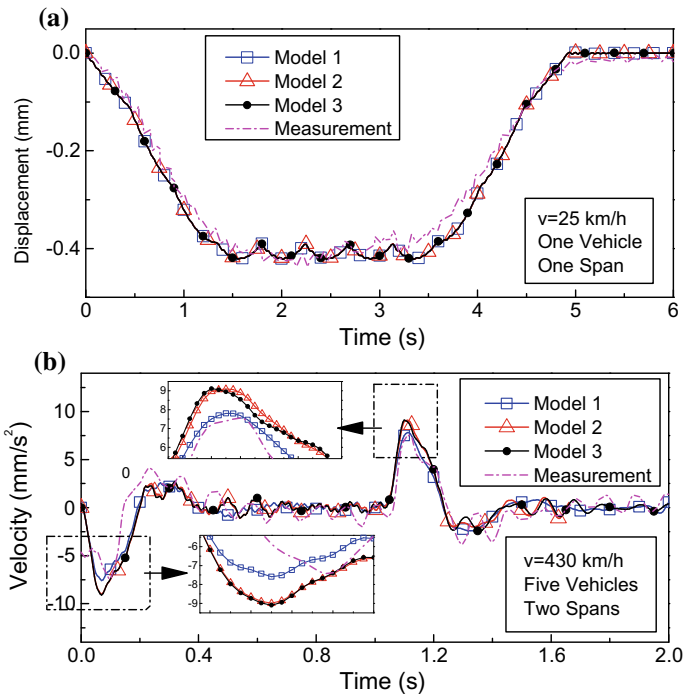 (a)
0.0
-0.2
-0.4
Displacement (mm)
Model 1
Model 2
Model 3
Measurement
v=25 km/h
One Vehicle
One Span
0 1 2 3 4 5 6
Time (s)
(b)
10
5
0
-5
-10
Velocity (mm/s²)
9
8
7
6
0
-6
-7
-8
-9
Model 1
Model 2
Model 3
Measurement
v=430 km/h
Five Vehicles
Two Spans
0.0 0.4 0.8 1.2 1.6 2.0
Time (s)